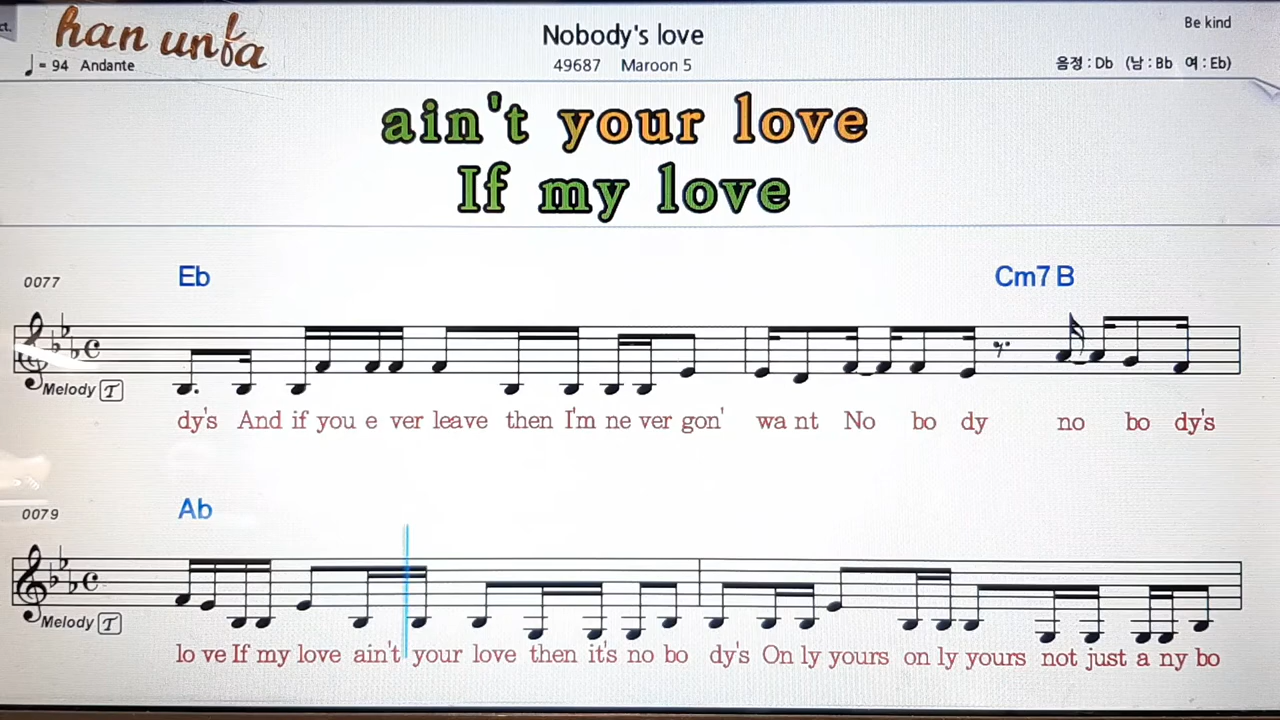 ct.
han unfa
Nobody's love
Be kind
♩= 94 Andante
49687 Maroon 5
음정 : Db (남 : Bb 여 : Eb)
ain't your love
If my love
0077
Eb
Cm7 B
Melody T
dy's And if you e ver leave then I'm ne ver gon' wa nt No bo dy no bo dy's
0079
Ab
Melody T
lo ve If my love ain't your love then it's no bo dy's On ly yours on ly yours not just a ny bo